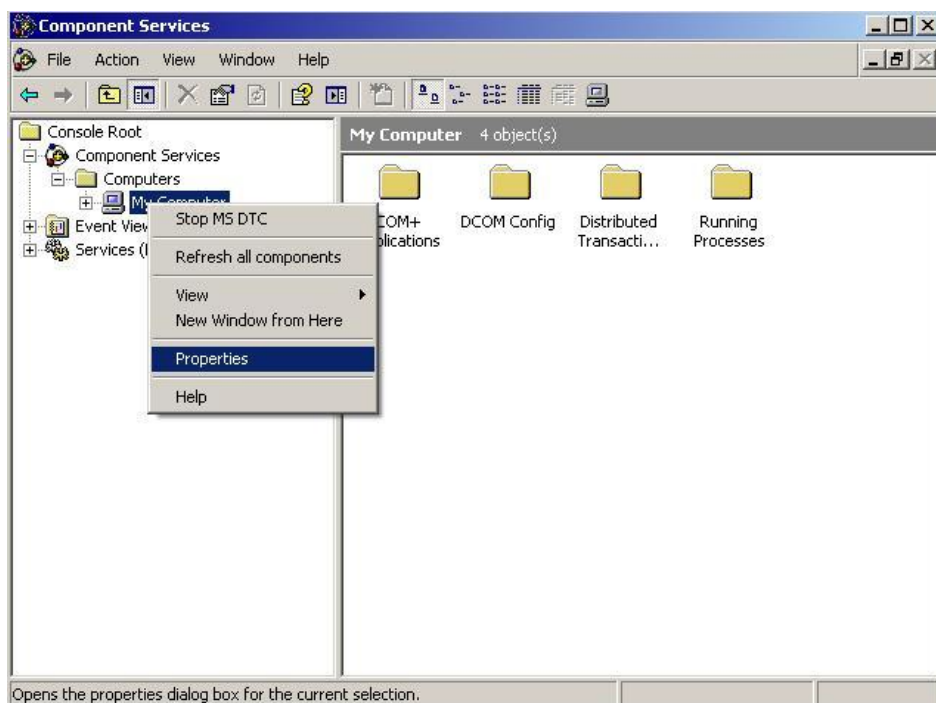 Component Services
File Action View Window Help
Console Root
Component Services
Computers
My Computer
Event View
Services (
Stop MS DTC
Refresh all components
View
New Window from Here
Properties
Help
My Computer 4 object(s)
COM+
plications
DCOM Config
Distributed
Transacti...
Running
Processes
Opens the properties dialog box for the current selection.